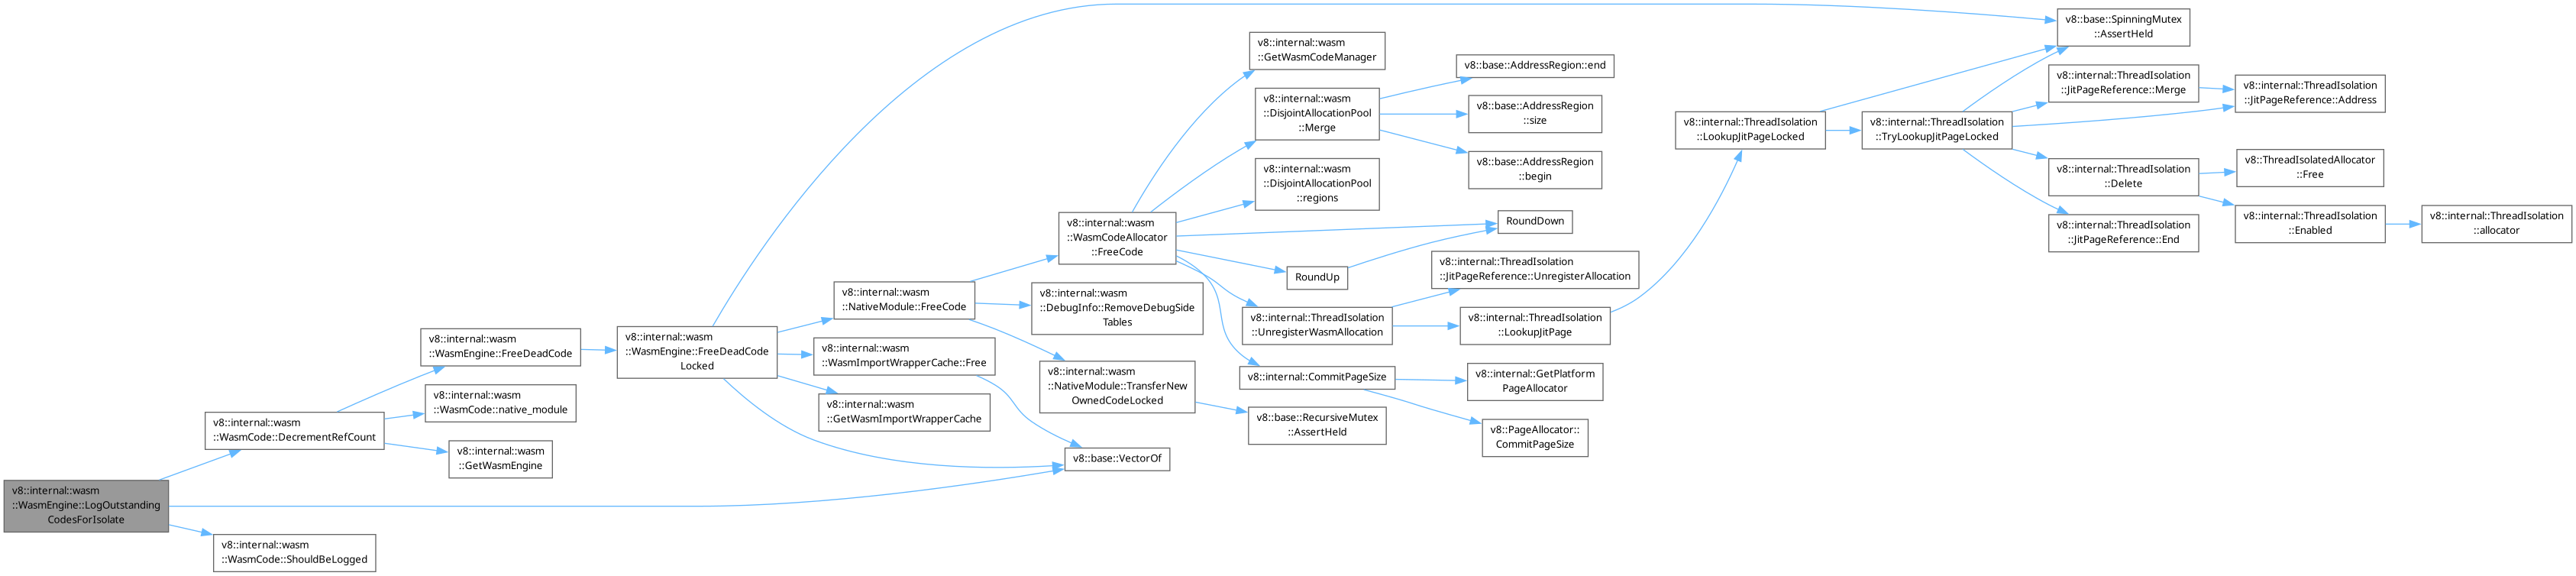 v8::internal::wasm
::WasmEngine::LogOutstanding
CodesForIsolate
v8::internal::wasm
::WasmCode::DecrementRefCount
v8::internal::wasm
::WasmCode::ShouldBeLogged
v8::internal::wasm
::WasmEngine::FreeDeadCode
v8::internal::wasm
::WasmCode::native_module
v8::internal::wasm
::GetWasmEngine
v8::internal::wasm
::WasmEngine::FreeDeadCode
Locked
v8::internal::wasm
::NativeModule::FreeCode
v8::internal::wasm
::WasmImportWrapperCache::Free
v8::internal::wasm
::GetWasmImportWrapperCache
v8::internal::wasm
::WasmCodeAllocator
::FreeCode
v8::internal::wasm
::DebugInfo::RemoveDebugSide
Tables
v8::internal::wasm
::NativeModule::TransferNew
OwnedCodeLocked
v8::base::VectorOf
v8::internal::wasm
::GetWasmCodeManager
v8::internal::wasm
::DisjointAllocationPool
::Merge
v8::internal::wasm
::DisjointAllocationPool
::regions
RoundUp
v8::internal::ThreadIsolation
::UnregisterWasmAllocation
v8::internal::CommitPageSize
v8::base::RecursiveMutex
::AssertHeld
v8::base::AddressRegion::end
v8::base::AddressRegion
::size
v8::base::AddressRegion
::begin
RoundDown
v8::internal::ThreadIsolation
::JitPageReference::UnregisterAllocation
v8::internal::ThreadIsolation
::LookupJitPage
v8::internal::GetPlatform
PageAllocator
v8::PageAllocator::
CommitPageSize
v8::internal::ThreadIsolation
::LookupJitPageLocked
v8::internal::ThreadIsolation
::TryLookupJitPageLocked
v8::base::SpinningMutex
::AssertHeld
v8::internal::ThreadIsolation
::JitPageReference::Merge
v8::internal::ThreadIsolation
::Delete
v8::internal::ThreadIsolation
::JitPageReference::End
v8::internal::ThreadIsolation
::JitPageReference::Address
v8::ThreadIsolatedAllocator
::Free
v8::internal::ThreadIsolation
::Enabled
v8::internal::ThreadIsolation
::allocator